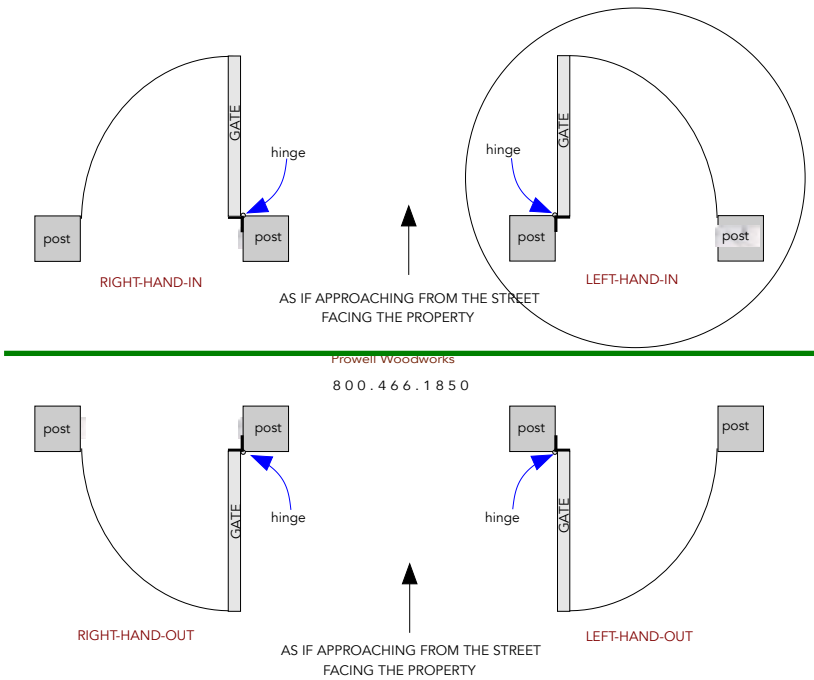 GATE
GATE
hinge
hinge
post
post
post
post
RIGHT-HAND-IN
LEFT-HAND-IN
AS IF APPROACHING FROM THE STREET
FACING THE PROPERTY
Prowell Woodworks
800.466.1850
post
post
post
post
hinge
hinge
GATE
GATE
RIGHT-HAND-OUT
LEFT-HAND-OUT
AS IF APPROACHING FROM THE STREET
FACING THE PROPERTY